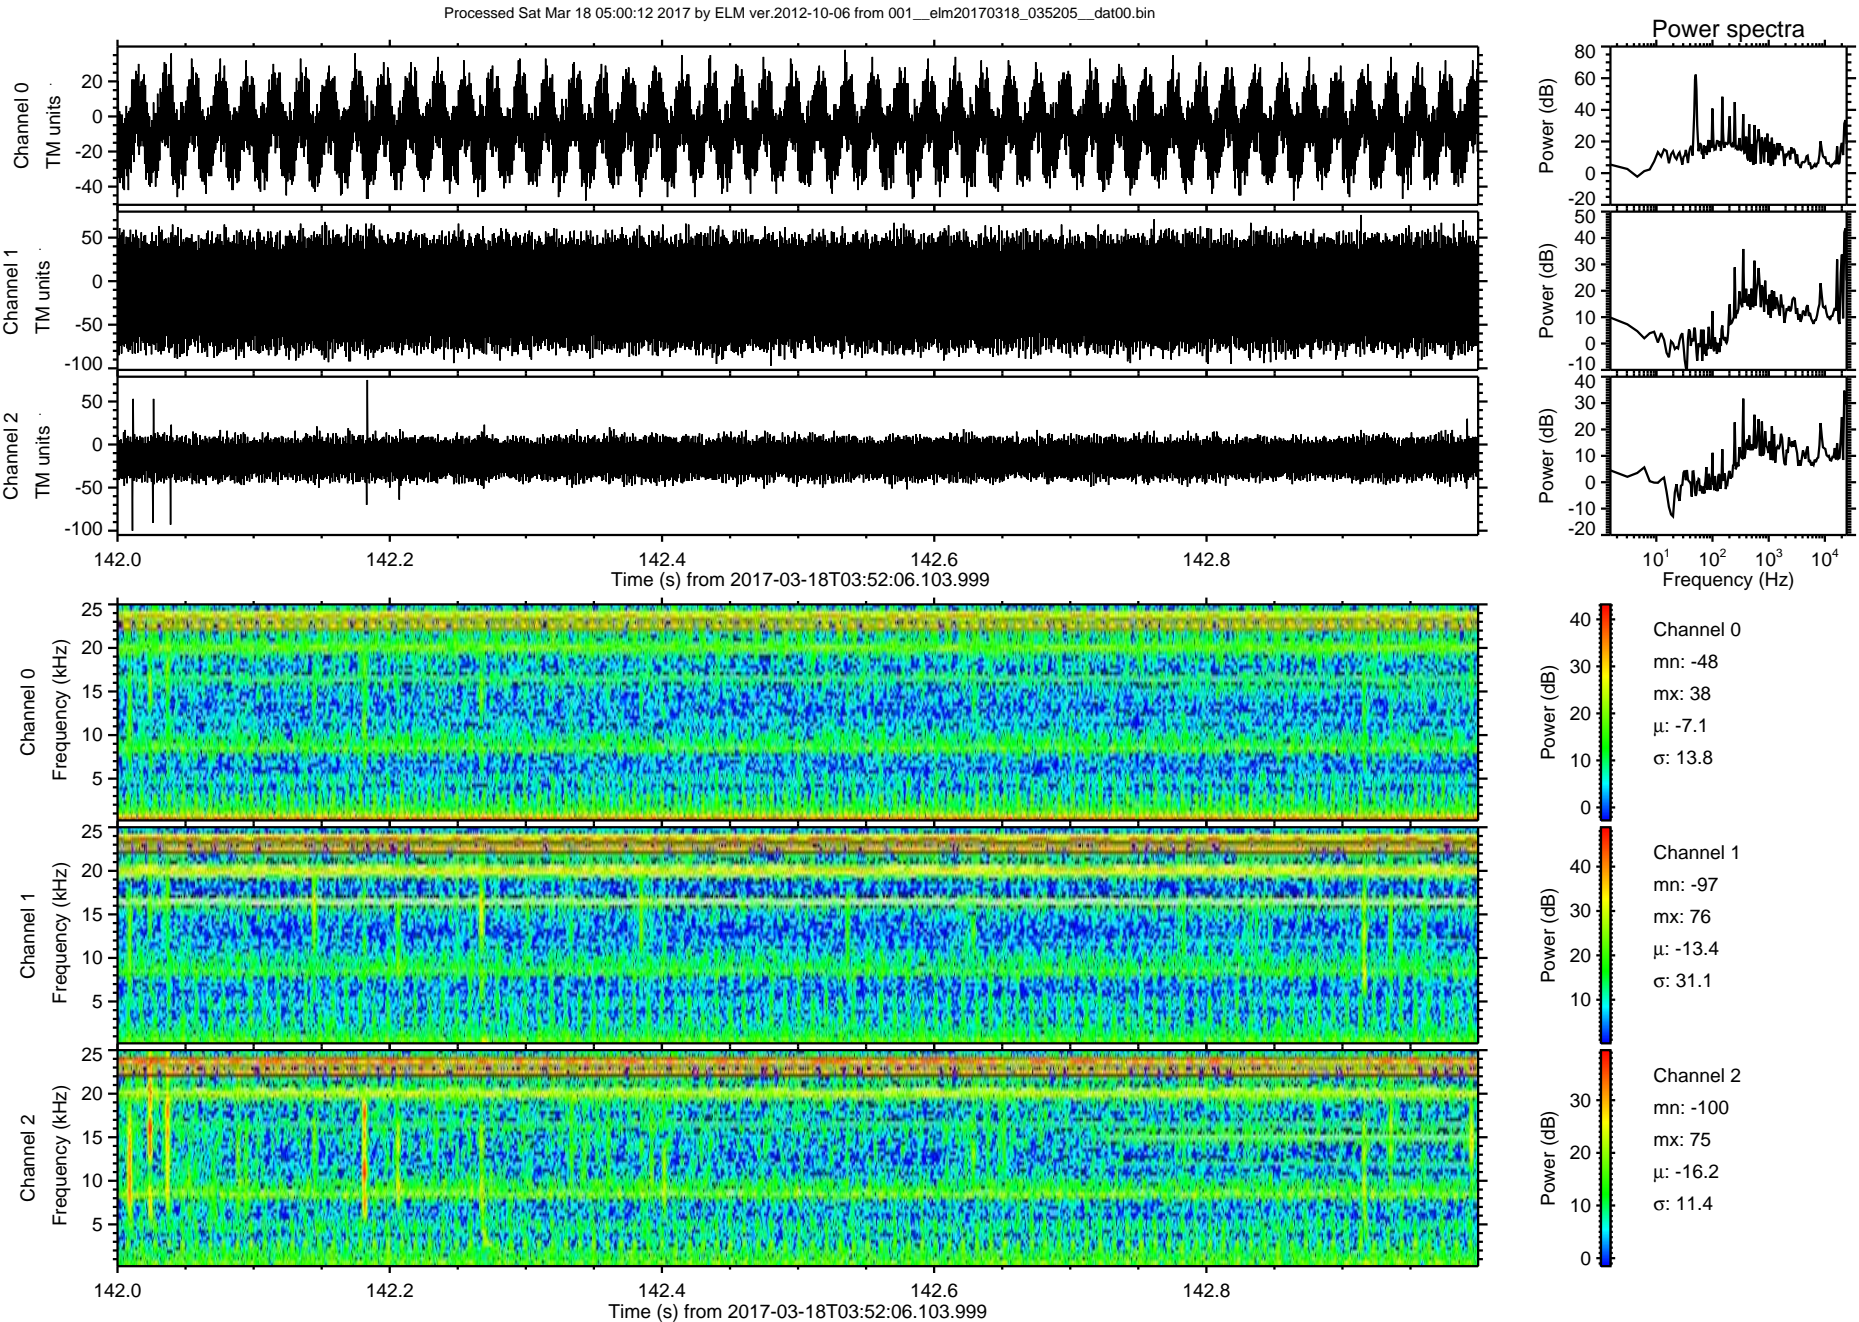 Processed Sat Mar 18 05:00:12 2017 by ELM ver.2012-10-06 from 001__elm20170318_035205__dat00.bin
Power spectra
Channel 0
TM units
20
0
-20
-40
Power (dB)
80
60
40
20
0
-20
Channel 1
TM units
50
0
-50
-100
Power (dB)
50
40
30
20
10
0
-10
Channel 2
TM units
50
0
-50
-100
Power (dB)
40
30
20
10
0
-10
-20
142.0 142.2 142.4 142.6 142.8
Time (s) from 2017-03-18T03:52:06.103.999
10^1 10^2 10^3 10^4
Frequency (Hz)
Channel 0
Frequency (kHz)
25
20
15
10
5
Power (dB)
40
30
20
10
0
Channel 0
mn: -48
mx: 38
μ: -7.1
σ: 13.8
Channel 1
Frequency (kHz)
25
20
15
10
5
Power (dB)
40
30
20
10
Channel 1
mn: -97
mx: 76
μ: -13.4
σ: 31.1
Channel 2
Frequency (kHz)
25
20
15
10
5
Power (dB)
30
20
10
0
Channel 2
mn: -100
mx: 75
μ: -16.2
σ: 11.4
142.0 142.2 142.4 142.6 142.8
Time (s) from 2017-03-18T03:52:06.103.999